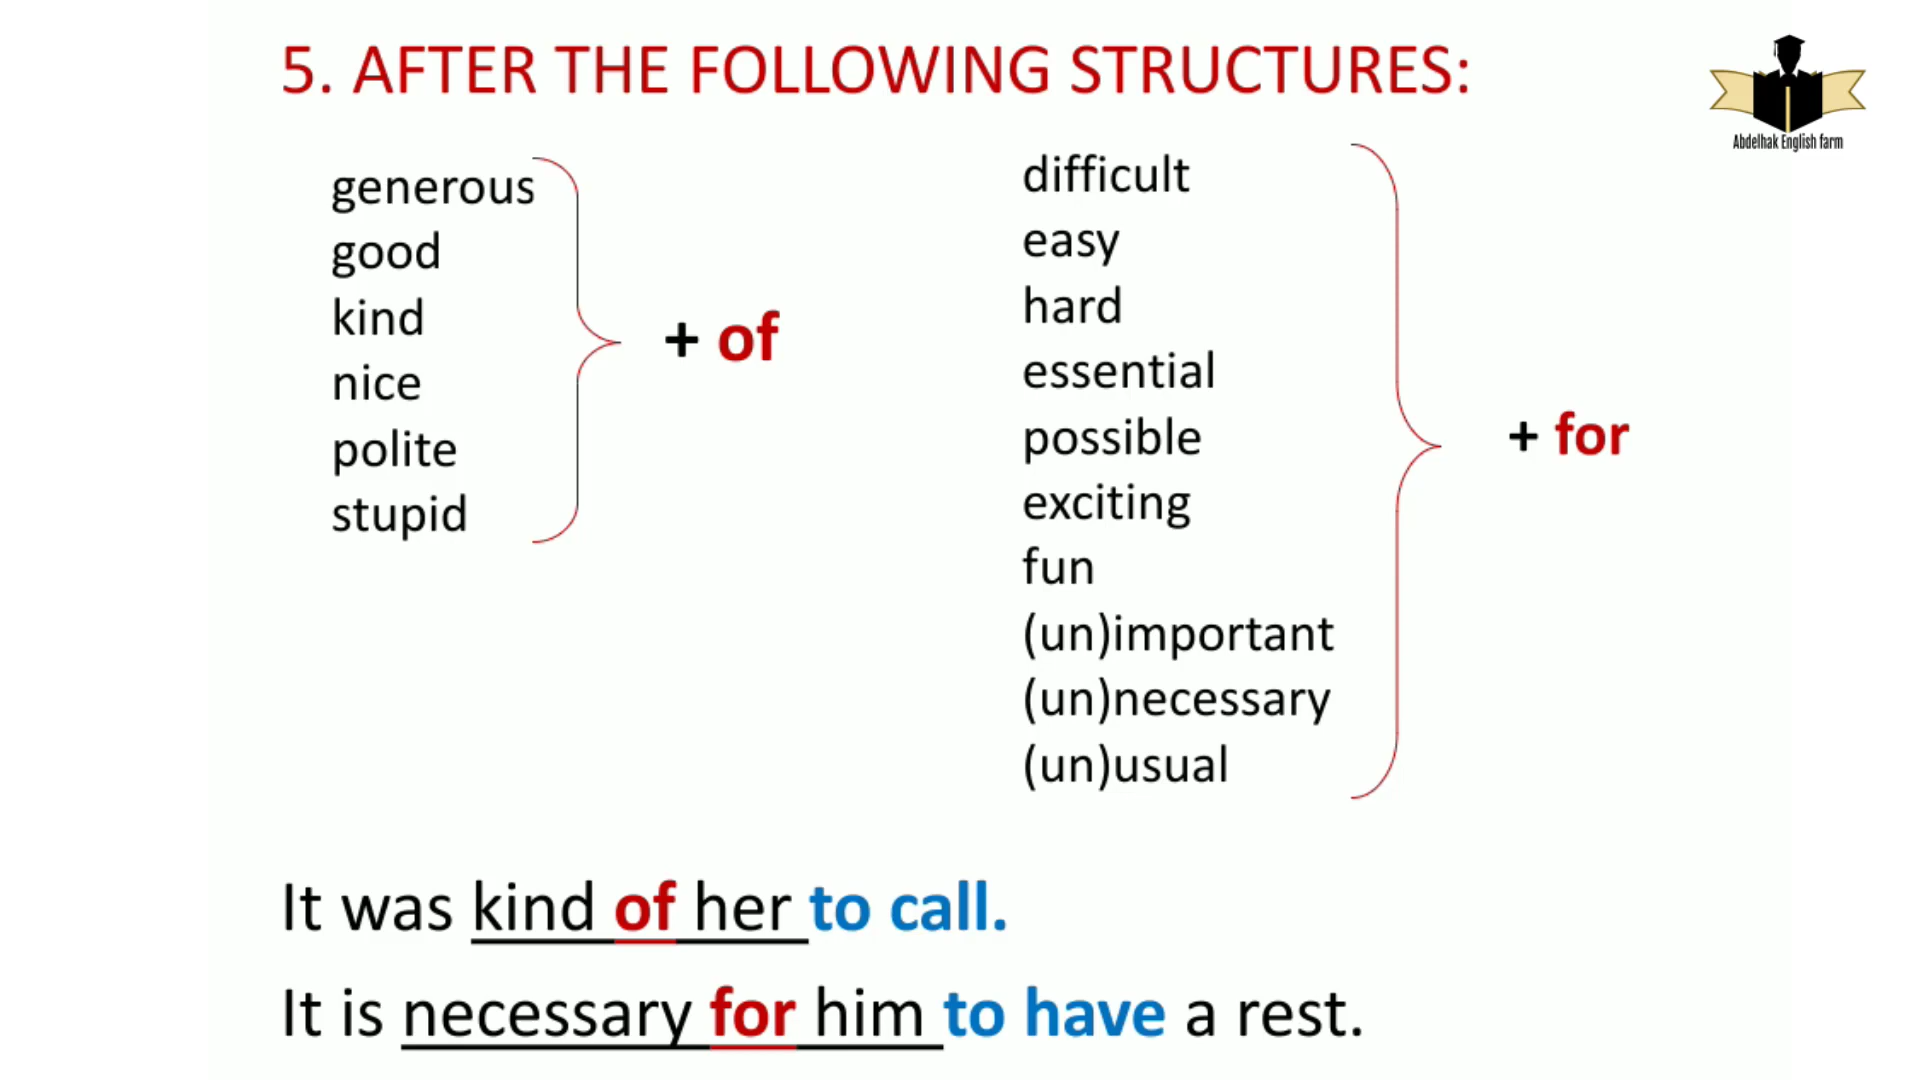 5. AFTER THE FOLLOWING STRUCTURES:
Abdelhak English farm
generous
good
kind
nice
polite
stupid
+ of
difficult
easy
hard
essential
possible
exciting
fun
(un)important
(un)necessary
(un)usual
+ for
It was kind of her to call.
It is necessary for him to have a rest.